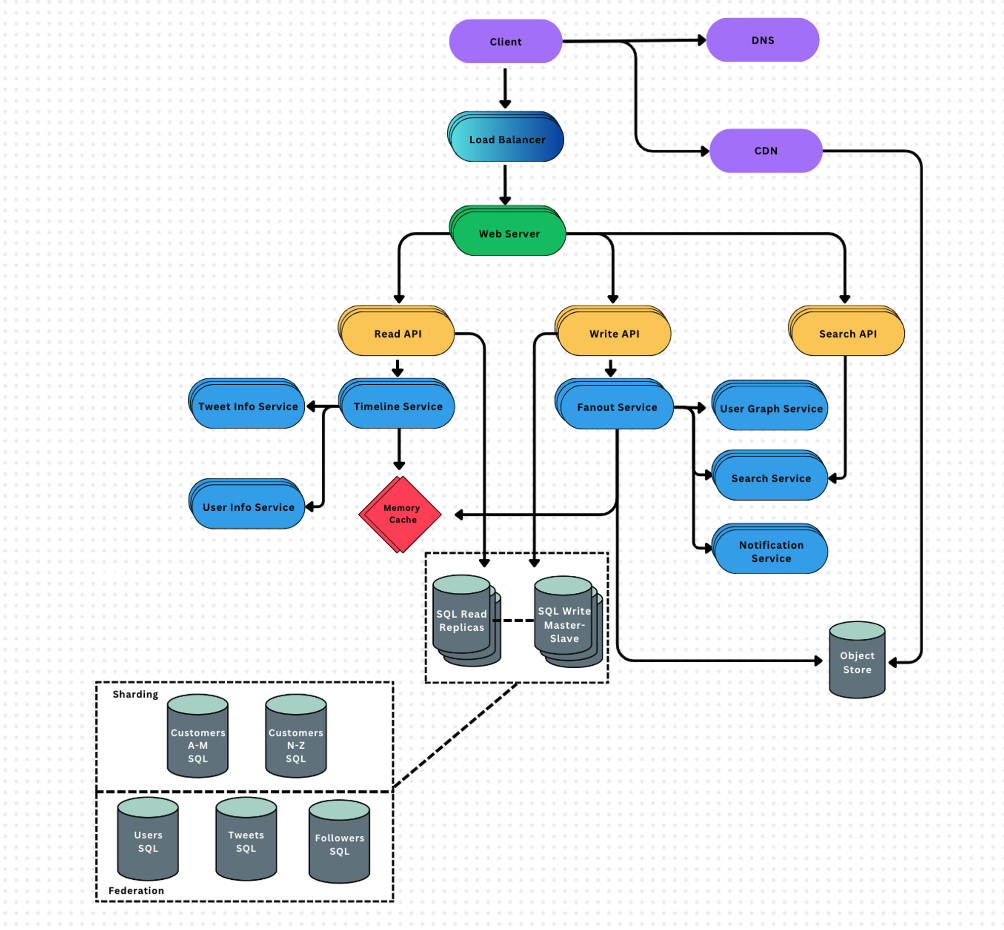 Client
DNS
Load Balancer
CDN
Web Server
Read API
Write API
Search API
Tweet Info Service
Timeline Service
Fanout Service
User Graph Service
Search Service
User Info Service
Memory
Cache
Notification
Service
SQL Read
Replicas
SQL Write
Master-
Slave
Object
Store
Sharding
Customers
A-M
SQL
Customers
N-Z
SQL
Users
SQL
Tweets
SQL
Followers
SQL
Federation